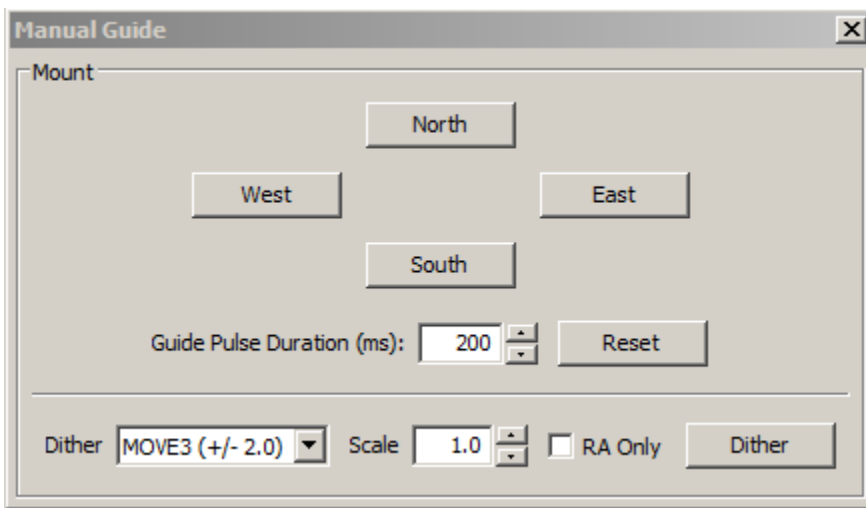 Manual Guide
Mount
North
West East
South
Guide Pulse Duration (ms): 200 Reset
Dither MOVE3 (+/- 2.0) Scale 1.0 RA Only Dither